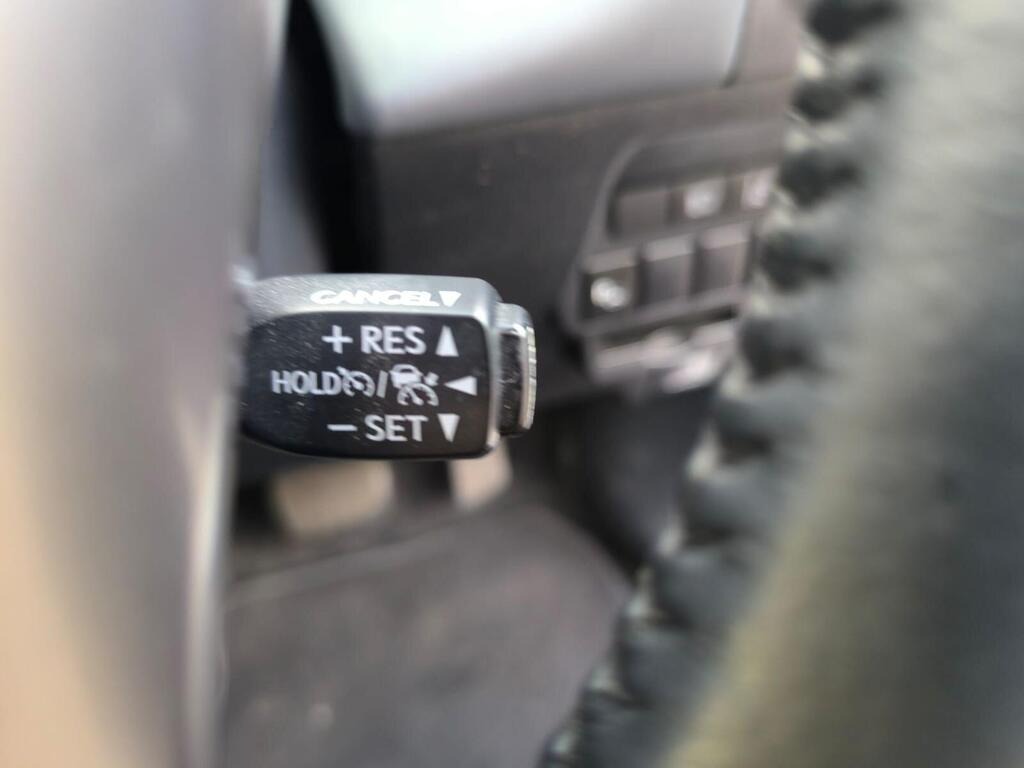 CANCEL▼
+ RES ▲
HOLD / ◄
− SET ▼